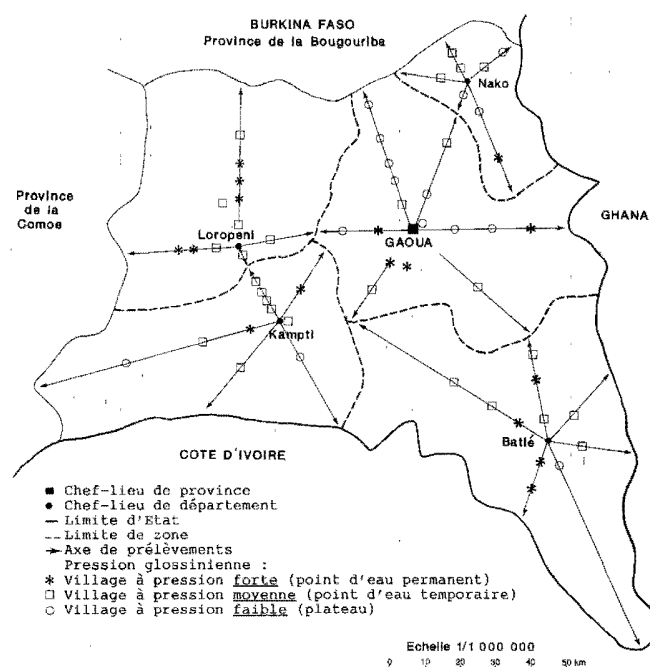 BURKINA FASO
Province de la Bougouriba
Nako
Province
de la
Comoe
GHANA
Loropeni
GAOUA
Kampti
Batié
COTE D'IVOIRE
■ Chef-lieu de province
● Chef-lieu de département
— Limite d'Etat
--- Limite de zone
→ Axe de prélèvements
Pression glossinienne :
* Village à pression forte (point d'eau permanent)
□ Village à pression moyenne (point d'eau temporaire)
○ Village à pression faible (plateau)
Echelle 1/1 000 000
0 10 20 30 40 50 km